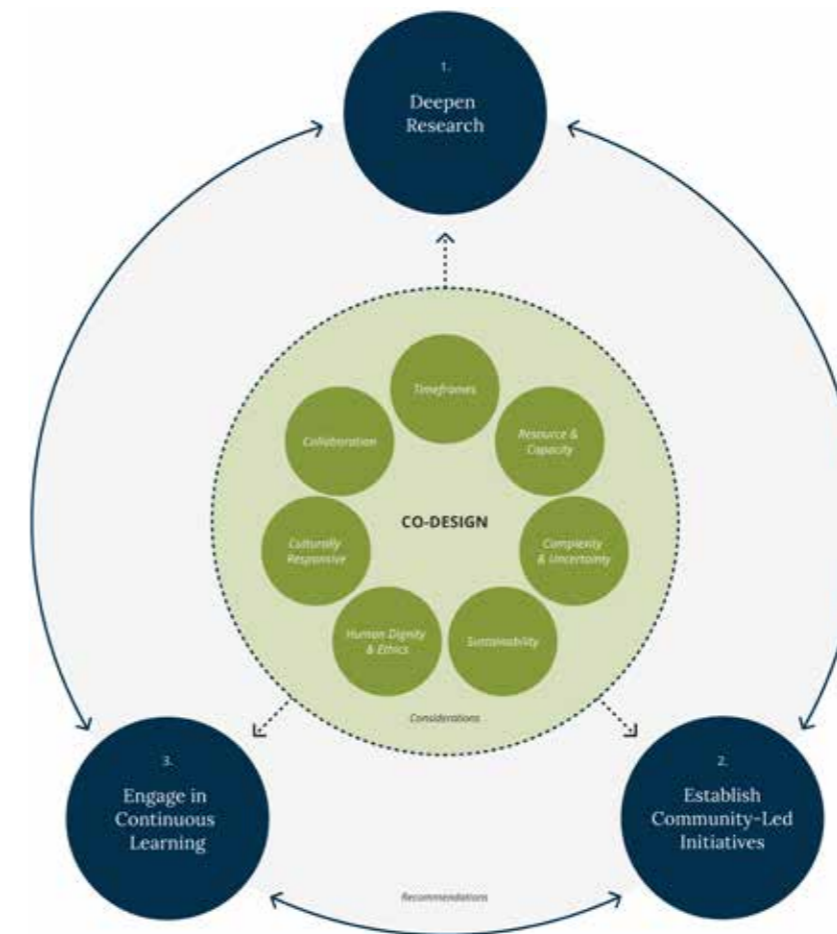 1.
Deepen
Research
Timeframes
Collaboration
Resource &
Capacity
CO-DESIGN
Culturally
Responsive
Complexity
& Uncertainty
Human Dignity
& Ethics
Sustainability
Considerations
3.
Engage in
Continuous
Learning
2.
Establish
Community-Led
Initiatives
Recommendations